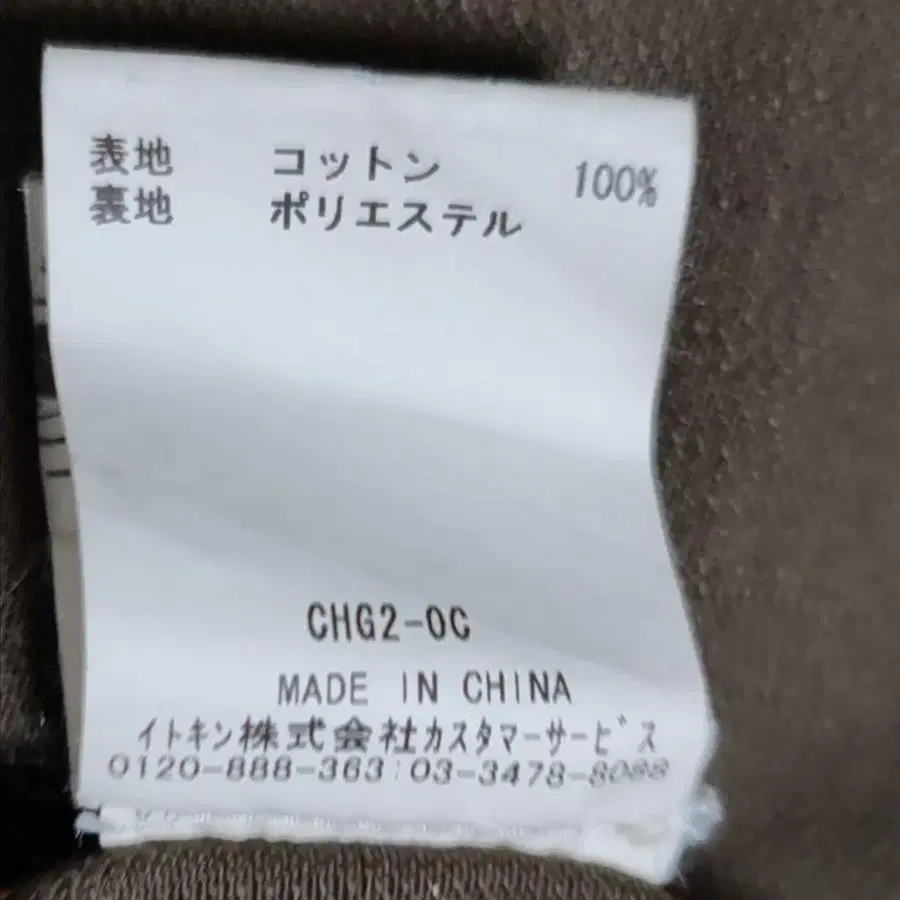 表地 コットン 100%
裏地 ポリエステル
CHG2-0C
MADE IN CHINA
イトキン株式会社カスタマーサービス
0120-888-363:03-3478-8088